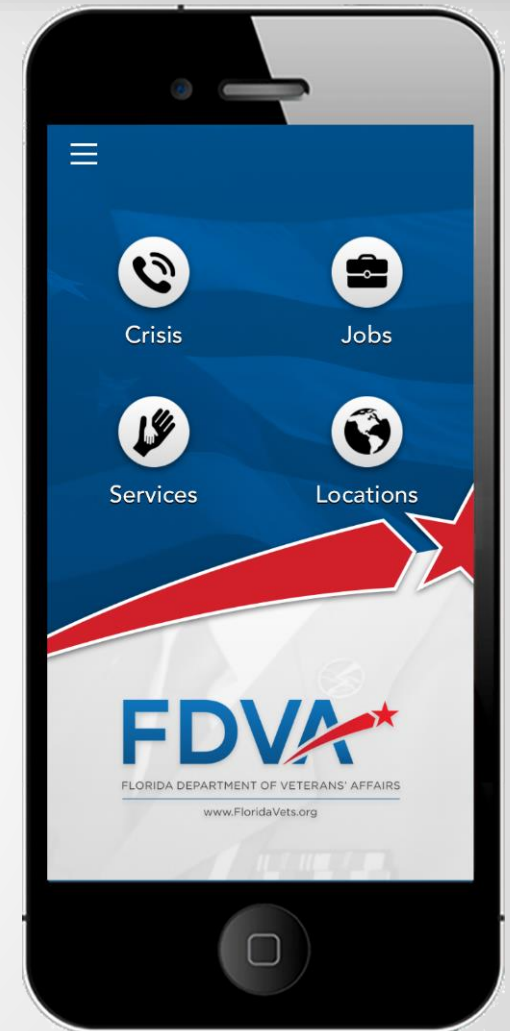 Crisis
Jobs
Services
Locations
FDVA
FLORIDA DEPARTMENT OF VETERANS' AFFAIRS
www.FloridaVets.org